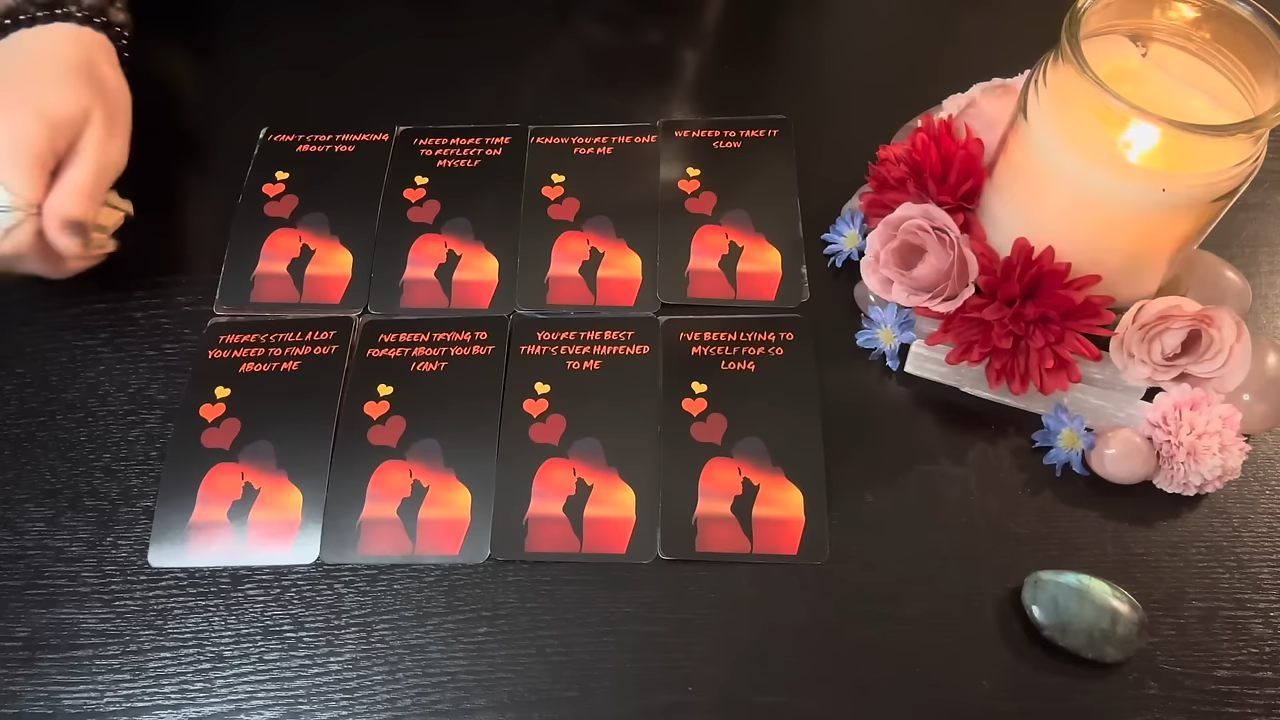 I CAN'T STOP THINKING
ABOUT YOU
I NEED MORE TIME
TO REFLECT ON
MYSELF
I KNOW YOU'RE THE ONE
FOR ME
WE NEED TO TAKE IT
SLOW
THERE'S STILL A LOT
YOU NEED TO FIND OUT
ABOUT ME
I'VE BEEN TRYING TO
FORGET ABOUT YOU BUT
I CAN'T
YOU'RE THE BEST
THAT'S EVER HAPPENED
TO ME
I'VE BEEN LYING TO
MYSELF FOR SO
LONG